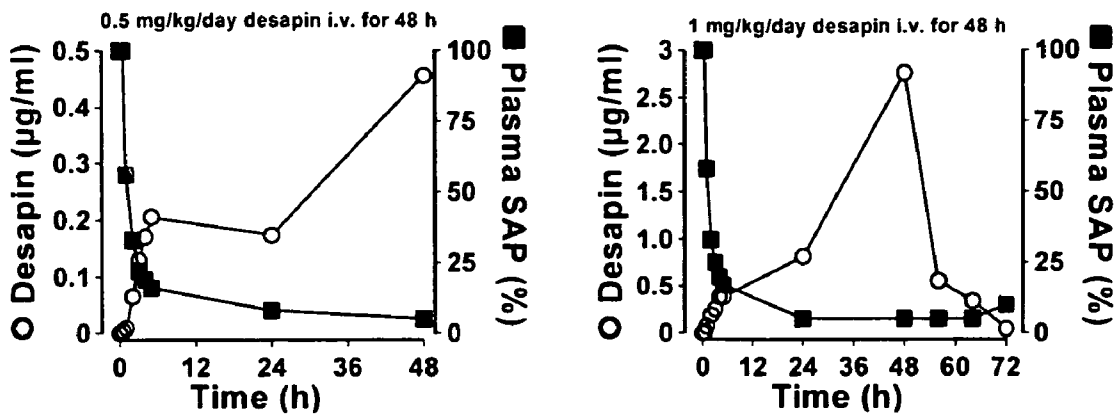 0.5 mg/kg/day desapin i.v. for 48 h
O Desapin (µg/ml)
0.5
0.4
0.3
0.2
0.1
0
100
75
50
25
0
■ Plasma SAP (%)
0 12 24 36 48
Time (h)
1 mg/kg/day desapin i.v. for 48 h
O Desapin (µg/ml)
3
2.5
2.0
1.5
1.0
0.5
0
100
75
50
25
0
■ Plasma SAP (%)
0 12 24 36 48 60 72
Time (h)